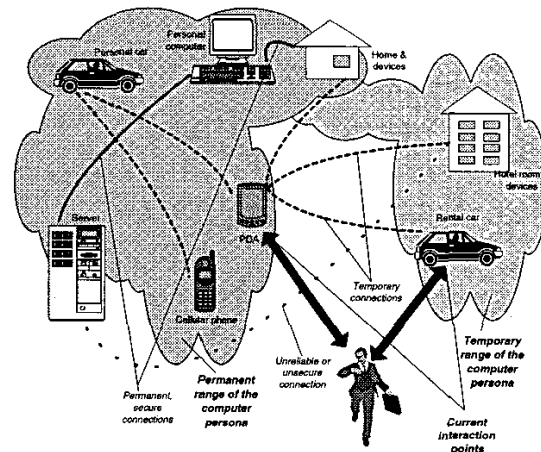 Personal
computer
Personal car
Home &
devices
Hotel room
devices
Server
PDA
Rental car
Cellular phone
Temporary
connections
Unreliable or
unsecure
connection
Permanent,
secure
connections
Permanent
range of the
computer
persona
Temporary
range of the
computer
persona
Current
interaction
points